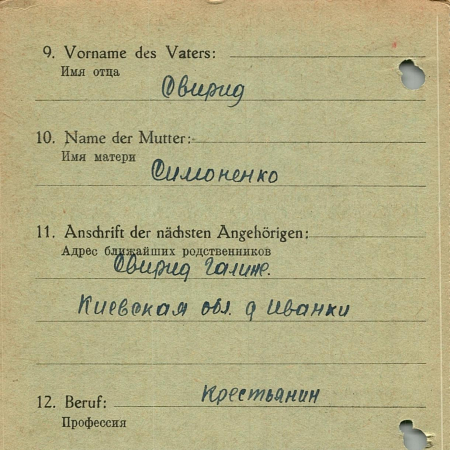 9. Vorname des Vaters:
Имя отца
Свирид
10. Name der Mutter:
Имя матери
Симоненко
11. Anschrift der nächsten Angehörigen:
Адрес ближайших родственников
Свирид Галине.
Киевская обл. д Иванки
Крестьянин
12. Beruf:
Профессия